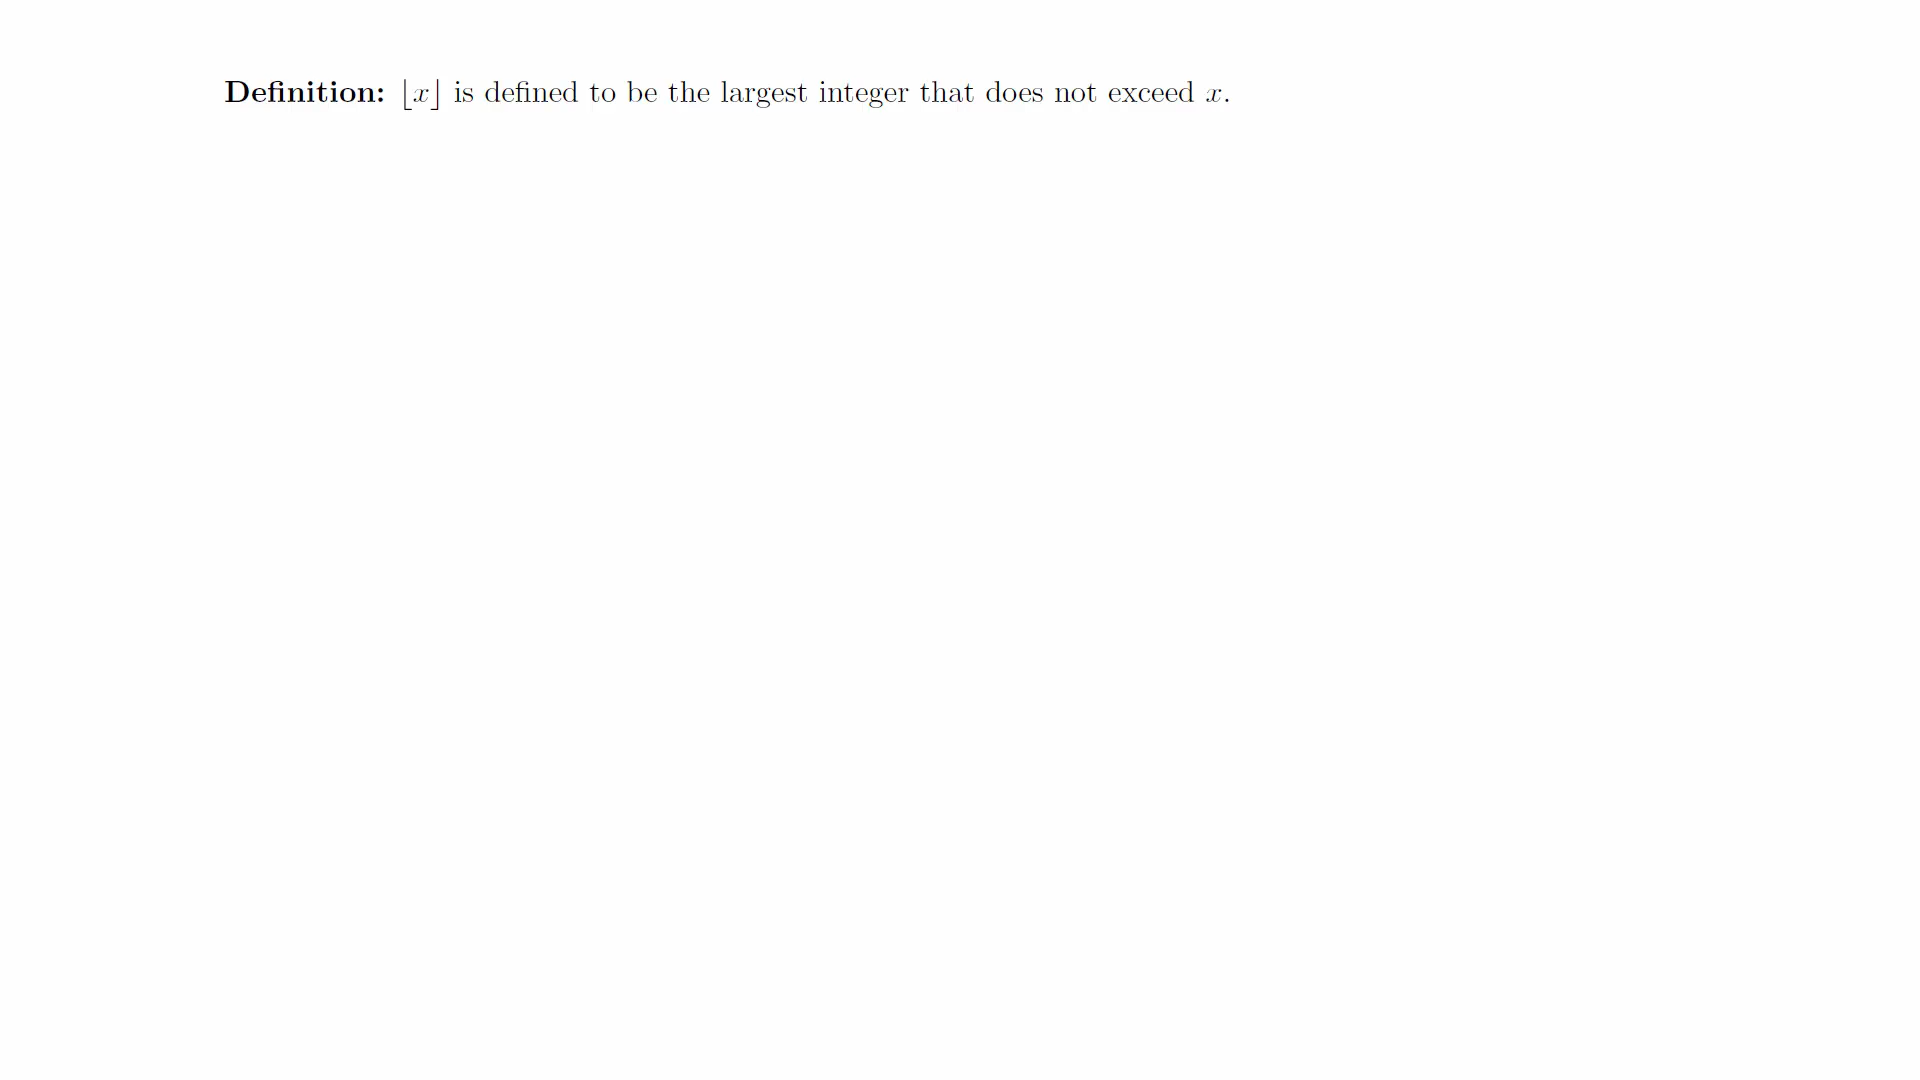 Definition: ⌊x⌋ is defined to be the largest integer that does not exceed x.